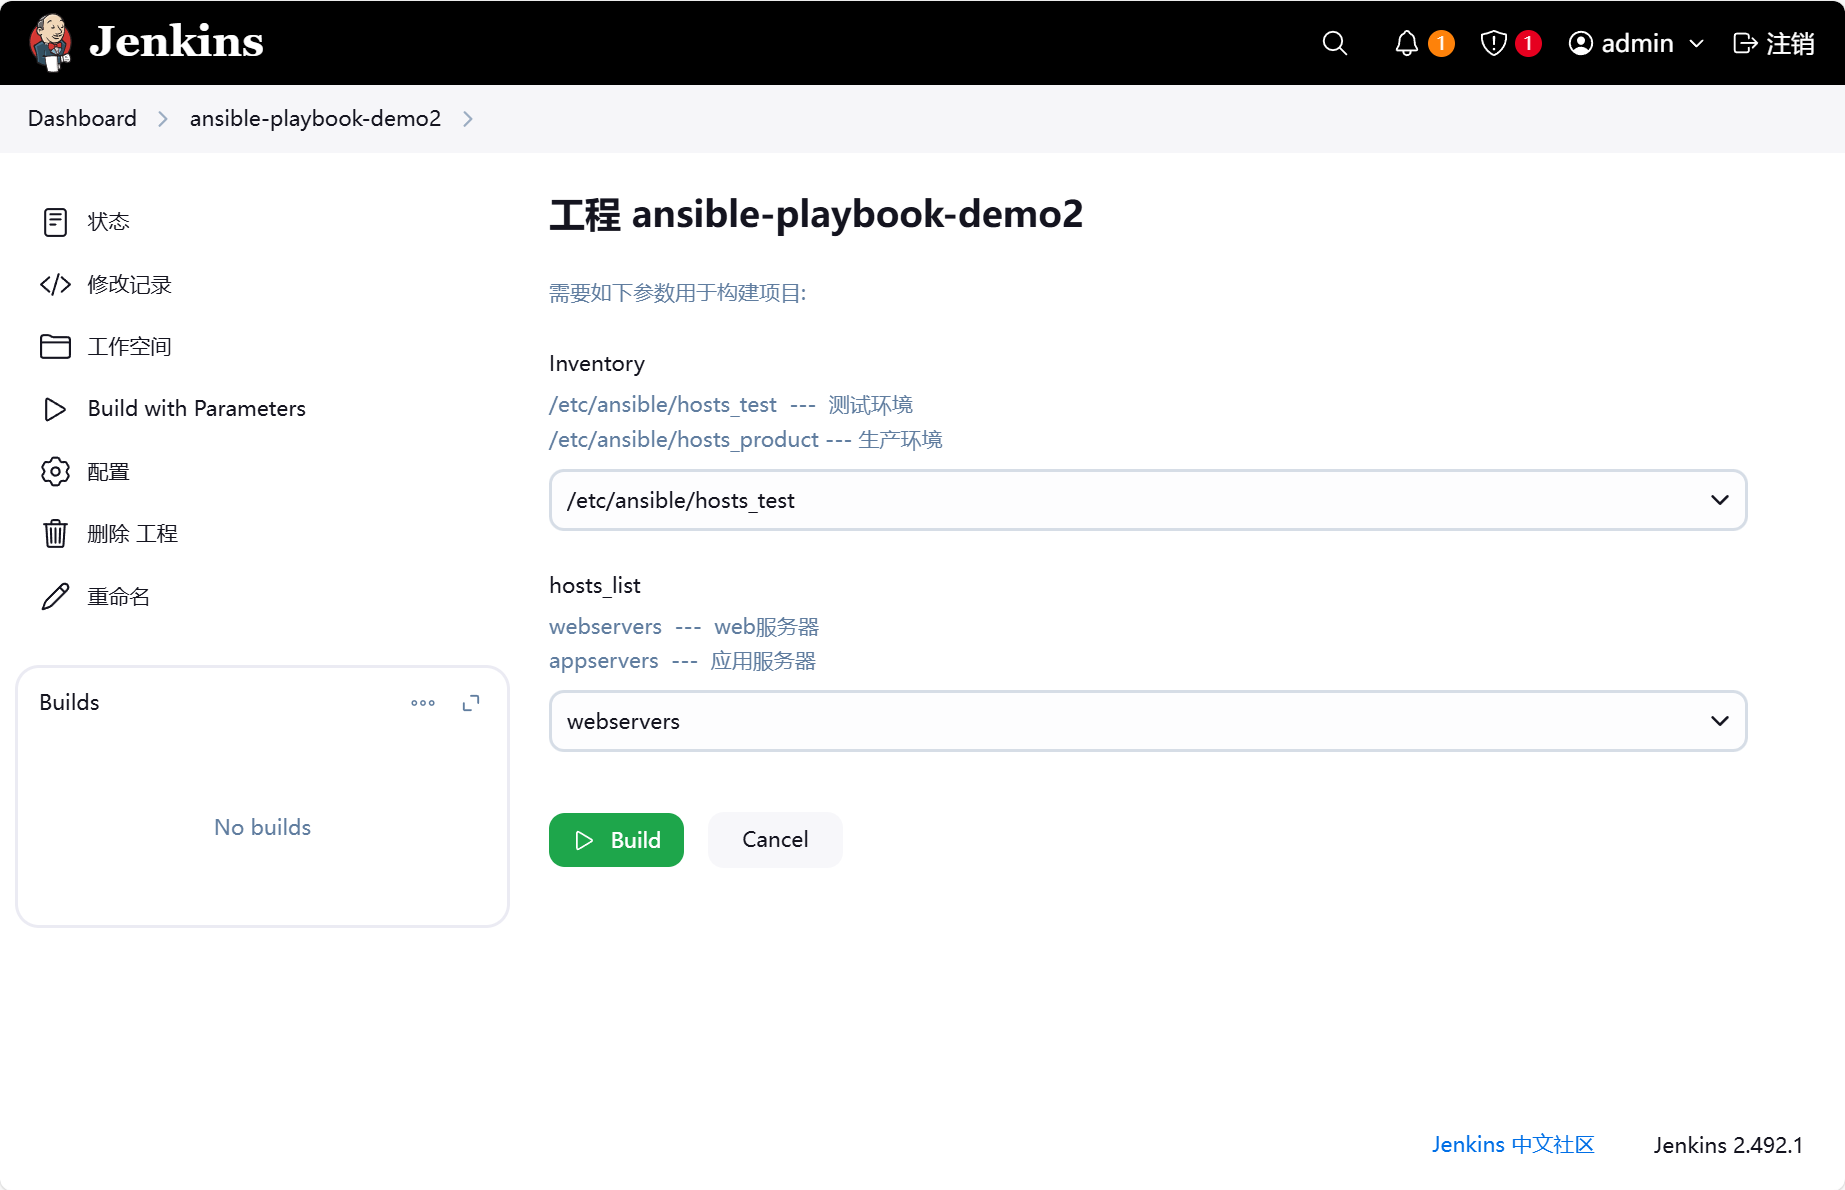 Jenkins
1
1
admin
注销
Dashboard
ansible-playbook-demo2
状态
修改记录
工作空间
Build with Parameters
配置
删除 工程
重命名
Builds
No builds
工程 ansible-playbook-demo2
需要如下参数用于构建项目:
Inventory
/etc/ansible/hosts_test --- 测试环境
/etc/ansible/hosts_product --- 生产环境
/etc/ansible/hosts_test
hosts_list
webservers --- web服务器
appservers --- 应用服务器
webservers
Build
Cancel
Jenkins 中文社区
Jenkins 2.492.1